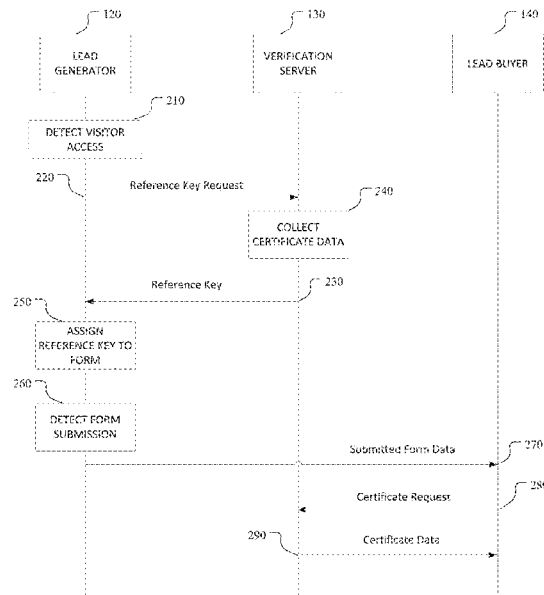 120
130
140
LEAD
GENERATOR
VERIFICATION
SERVER
LEAD BUYER
210
DETECT VISITOR
ACCESS
220
Reference Key Request
240
COLLECT
CERTIFICATE DATA
Reference Key
230
250
ASSIGN
REFERENCE KEY TO
FORM
260
DETECT FORM
SUBMISSION
Submitted Form Data
270
Certificate Request
280
290
Certificate Data